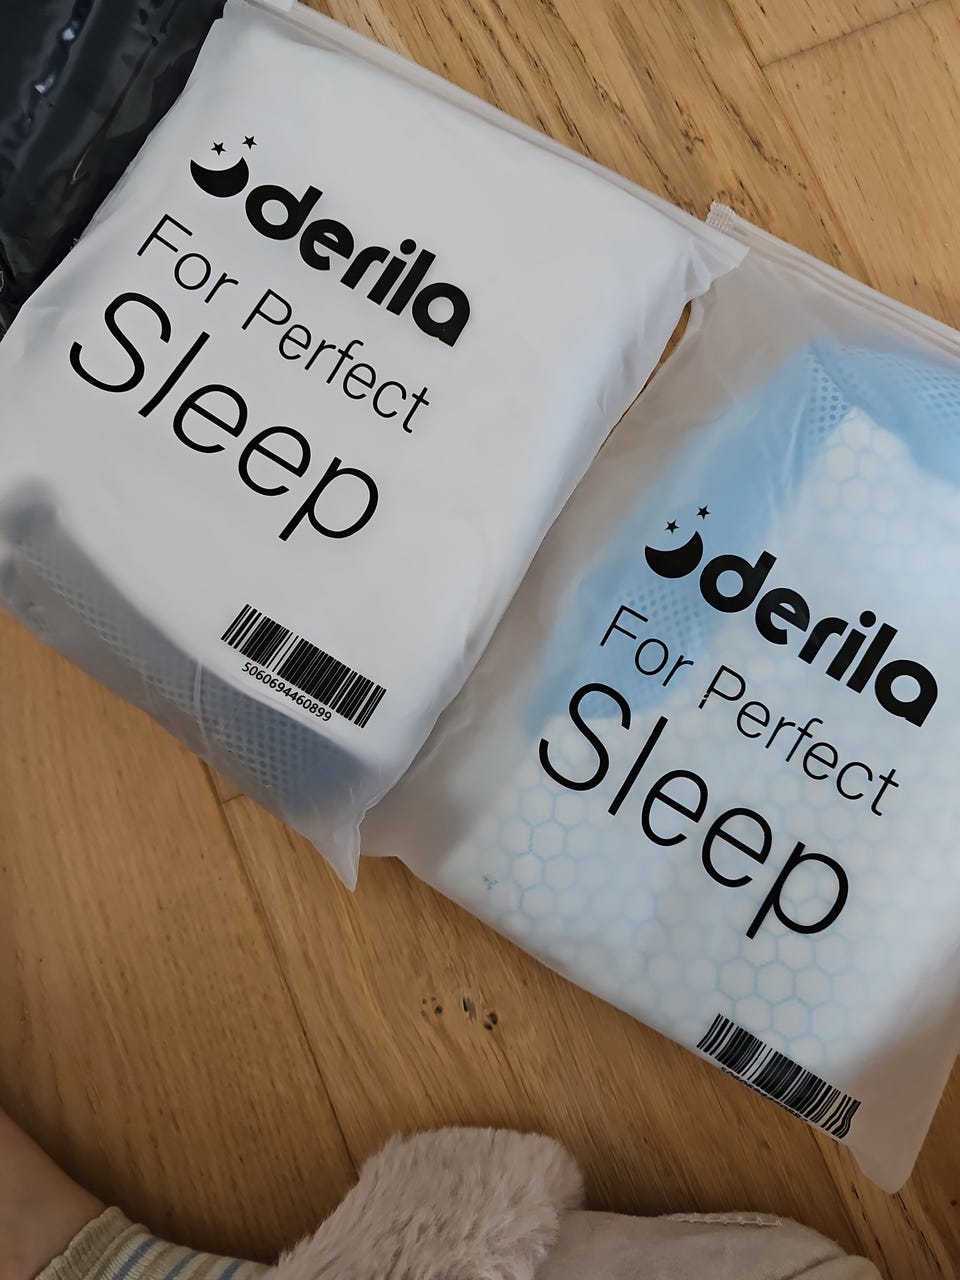 derila
For Perfect
Sleep
5060694460899
derila
For Perfect
Sleep